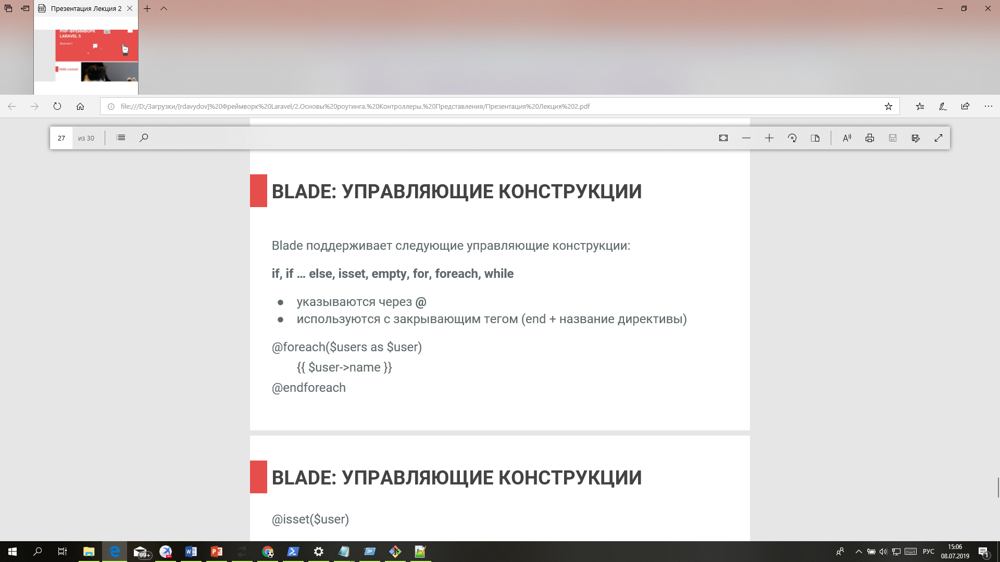 Презентация Лекция 2
PHP-ФРЕЙМВОРК
LARAVEL 5
Занятие 2
Hello Laravel
file:///D:/Загрузки/[rdavydov]%20Фреймворк%20Laravel/2.Основы%20роутинга.%20Контроллеры.%20Представления/Презентация%20Лекция%202.pdf
27 из 30
BLADE: УПРАВЛЯЮЩИЕ КОНСТРУКЦИИ
Blade поддерживает следующие управляющие конструкции:
if, if … else, isset, empty, for, foreach, while
● указываются через @
● используются с закрывающим тегом (end + название директивы)
@foreach($users as $user)
{{ $user->name }}
@endforeach
BLADE: УПРАВЛЯЮЩИЕ КОНСТРУКЦИИ
@isset($user)
99+
РУС
15:06
08.07.2019
1